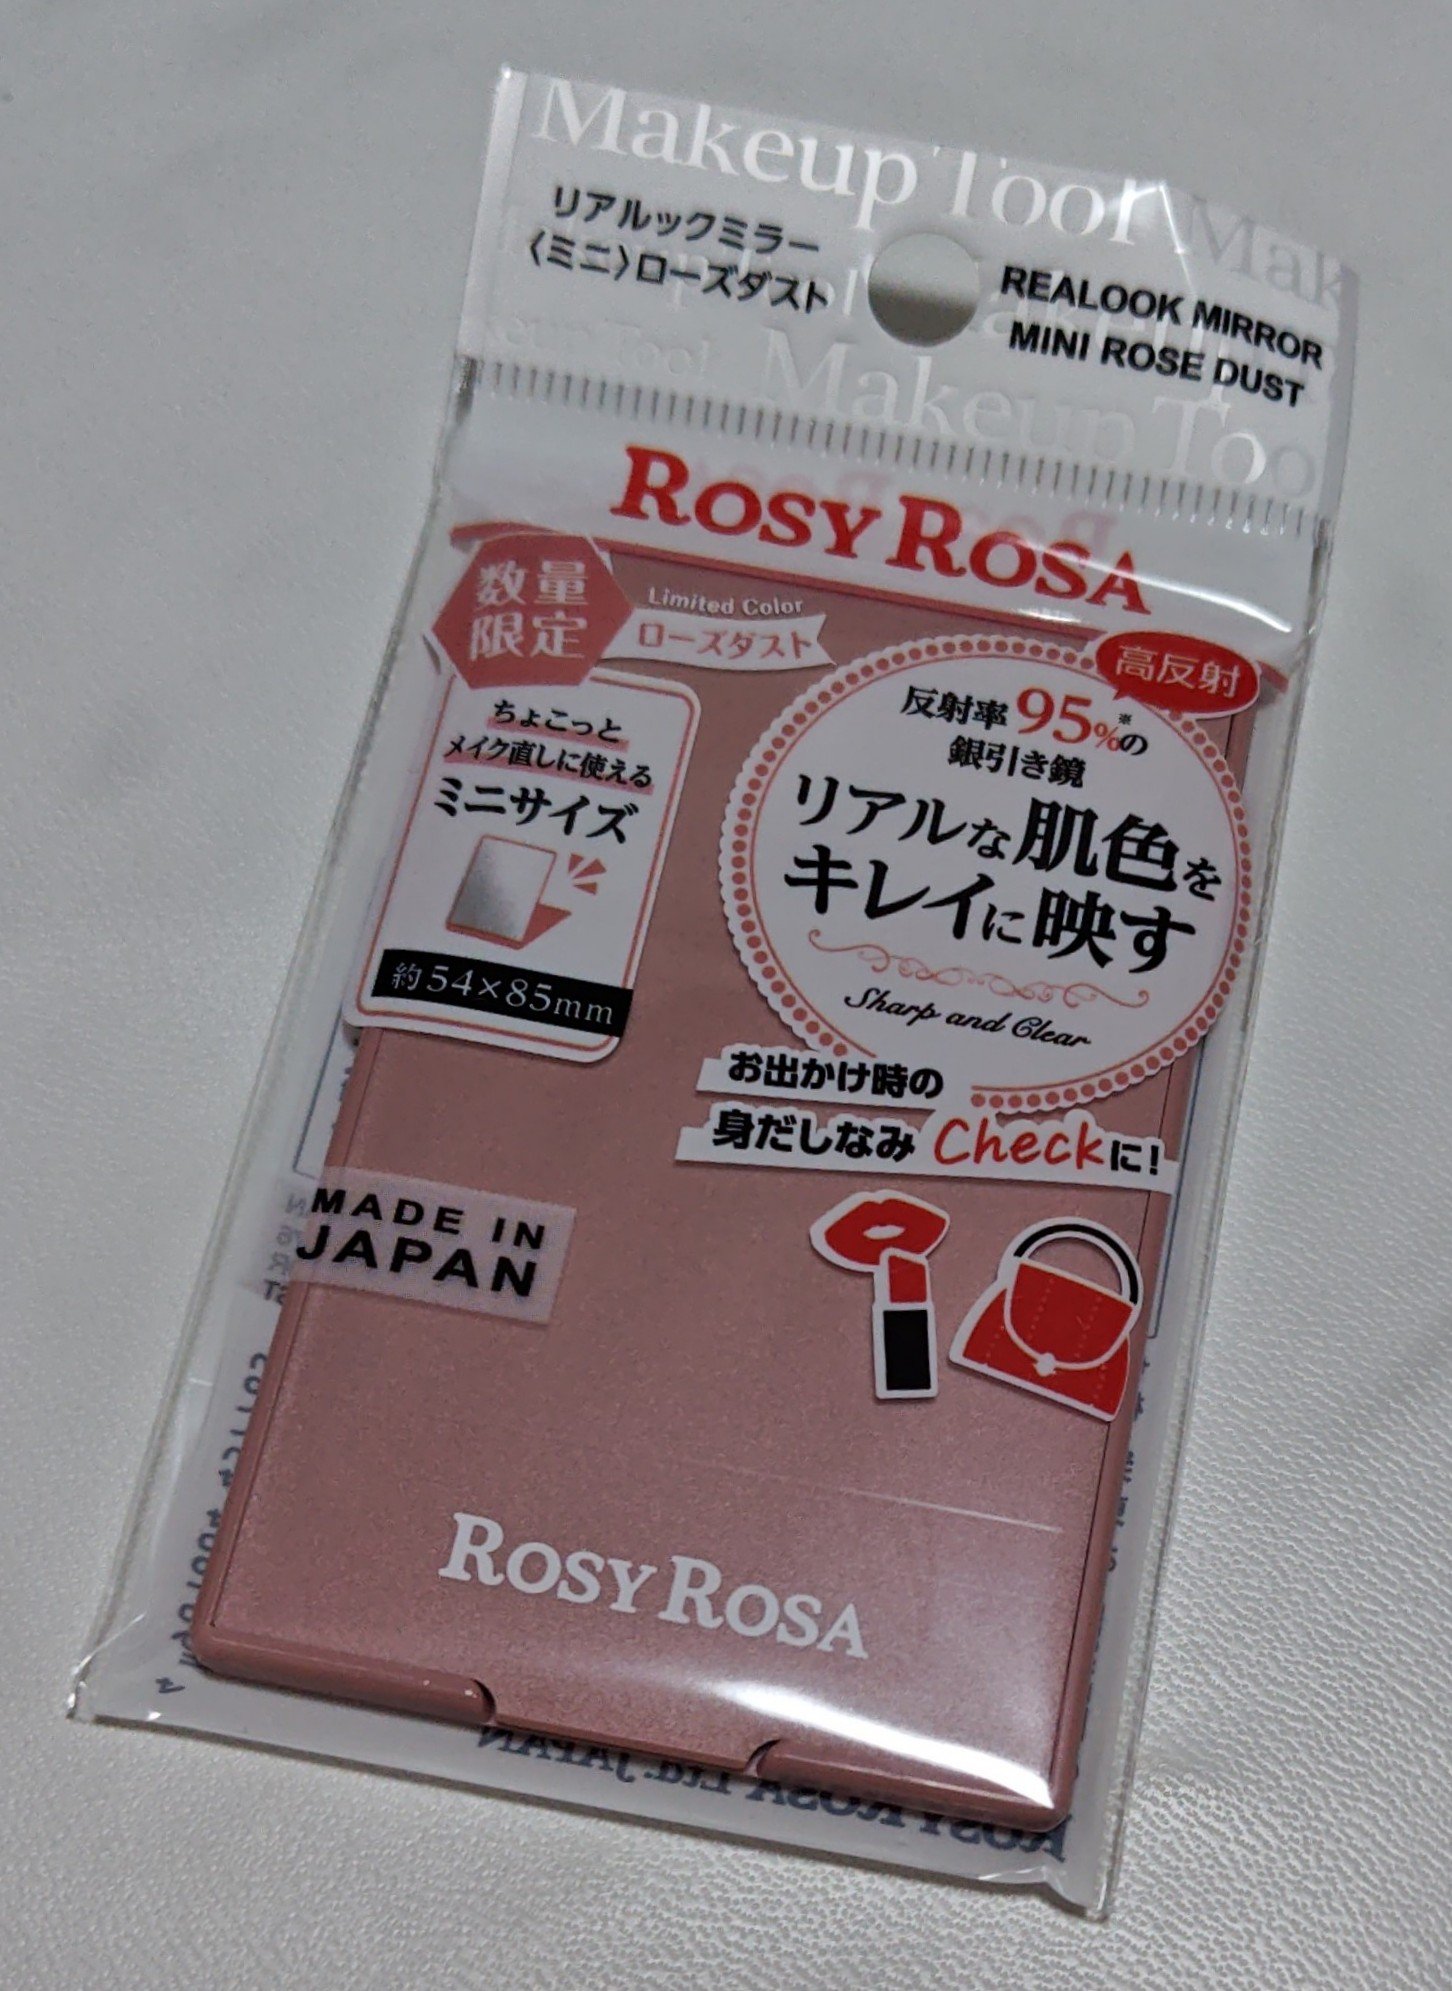 Makeup Tool Mak
リアルックミラー
〈ミニ〉ローズダスト
REALOOK MIRROR
MINI ROSE DUST
Makeup Too
ROSY ROSA
数量
限定
Limited Color
ローズダスト
高反射
反射率95%※の
銀引き鏡
リアルな肌色を
キレイに映す
Sharp and Clear
ちょこっと
メイク直しに使える
ミニサイズ
約54×85mm
お出かけ時の
身だしなみCheckに!
MADE IN
JAPAN
ROSY ROSA